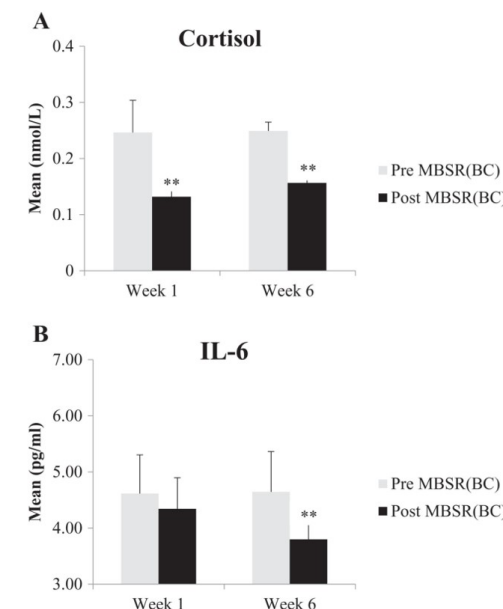 A
Cortisol
Mean (nmol/L)
0.4
0.3
0.2
0.1
0
**
**
Week 1
Week 6
Pre MBSR(BC)
Post MBSR(BC)
B
IL-6
Mean (pg/ml)
7.00
6.00
5.00
4.00
3.00
**
Week 1
Week 6
Pre MBSR(BC)
Post MBSR(BC)